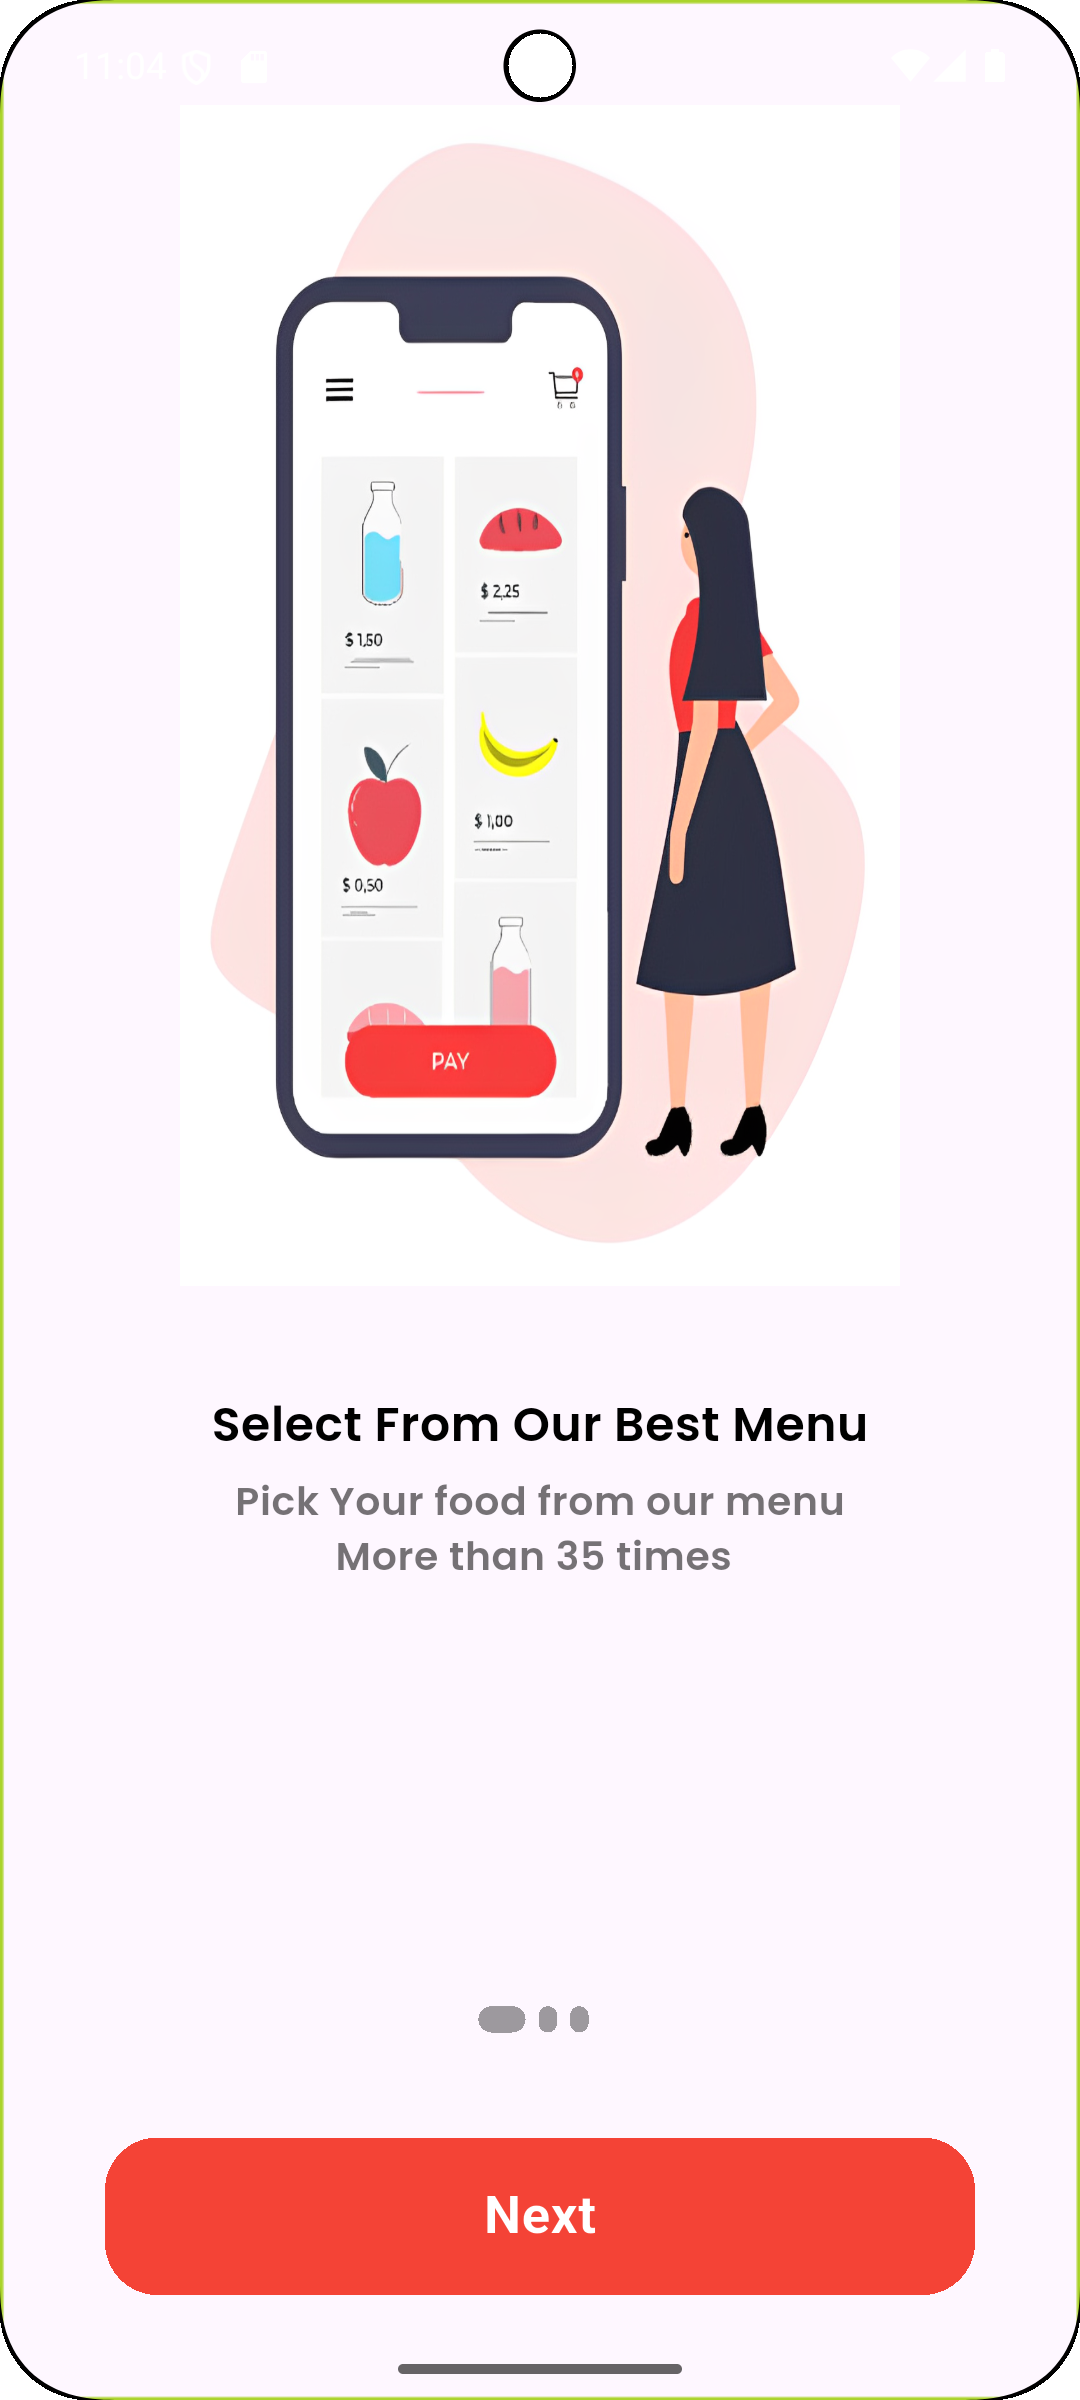 11:04
$ 2,25
$ 1,50
$ 1,00
$ 0,50
PAY
Select From Our Best Menu
Pick Your food from our menu
More than 35 times
Next